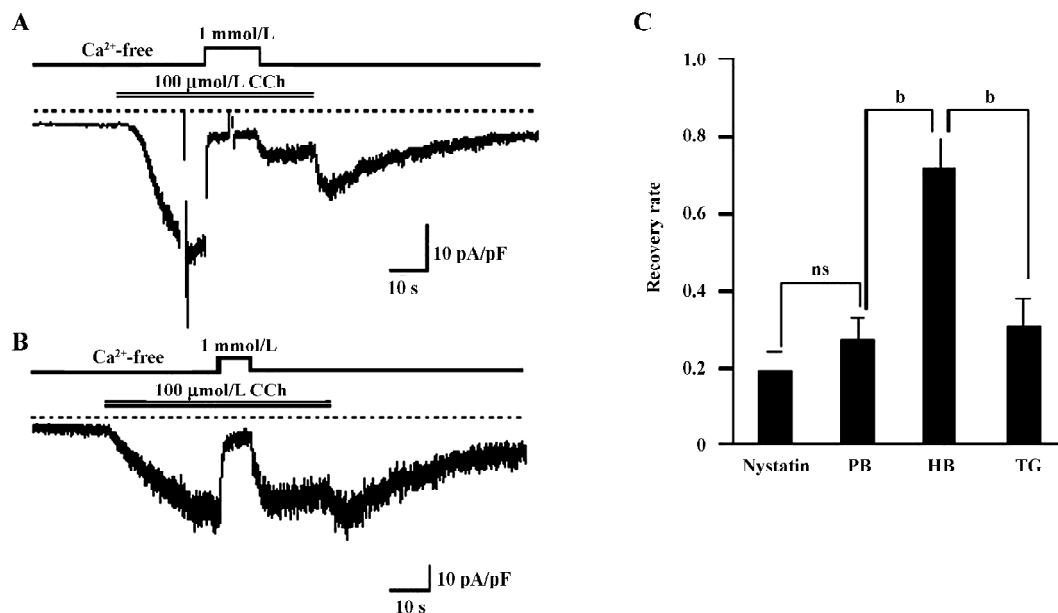 A
1 mmol/L
Ca²⁺-free
100 µmol/L CCh
10 pA/pF
10 s
B
1 mmol/L
Ca²⁺-free
100 µmol/L CCh
10 pA/pF
10 s
C
Recovery rate
1.0
0.8
0.6
0.4
0.2
0
b b
ns
Nystatin PB HB TG